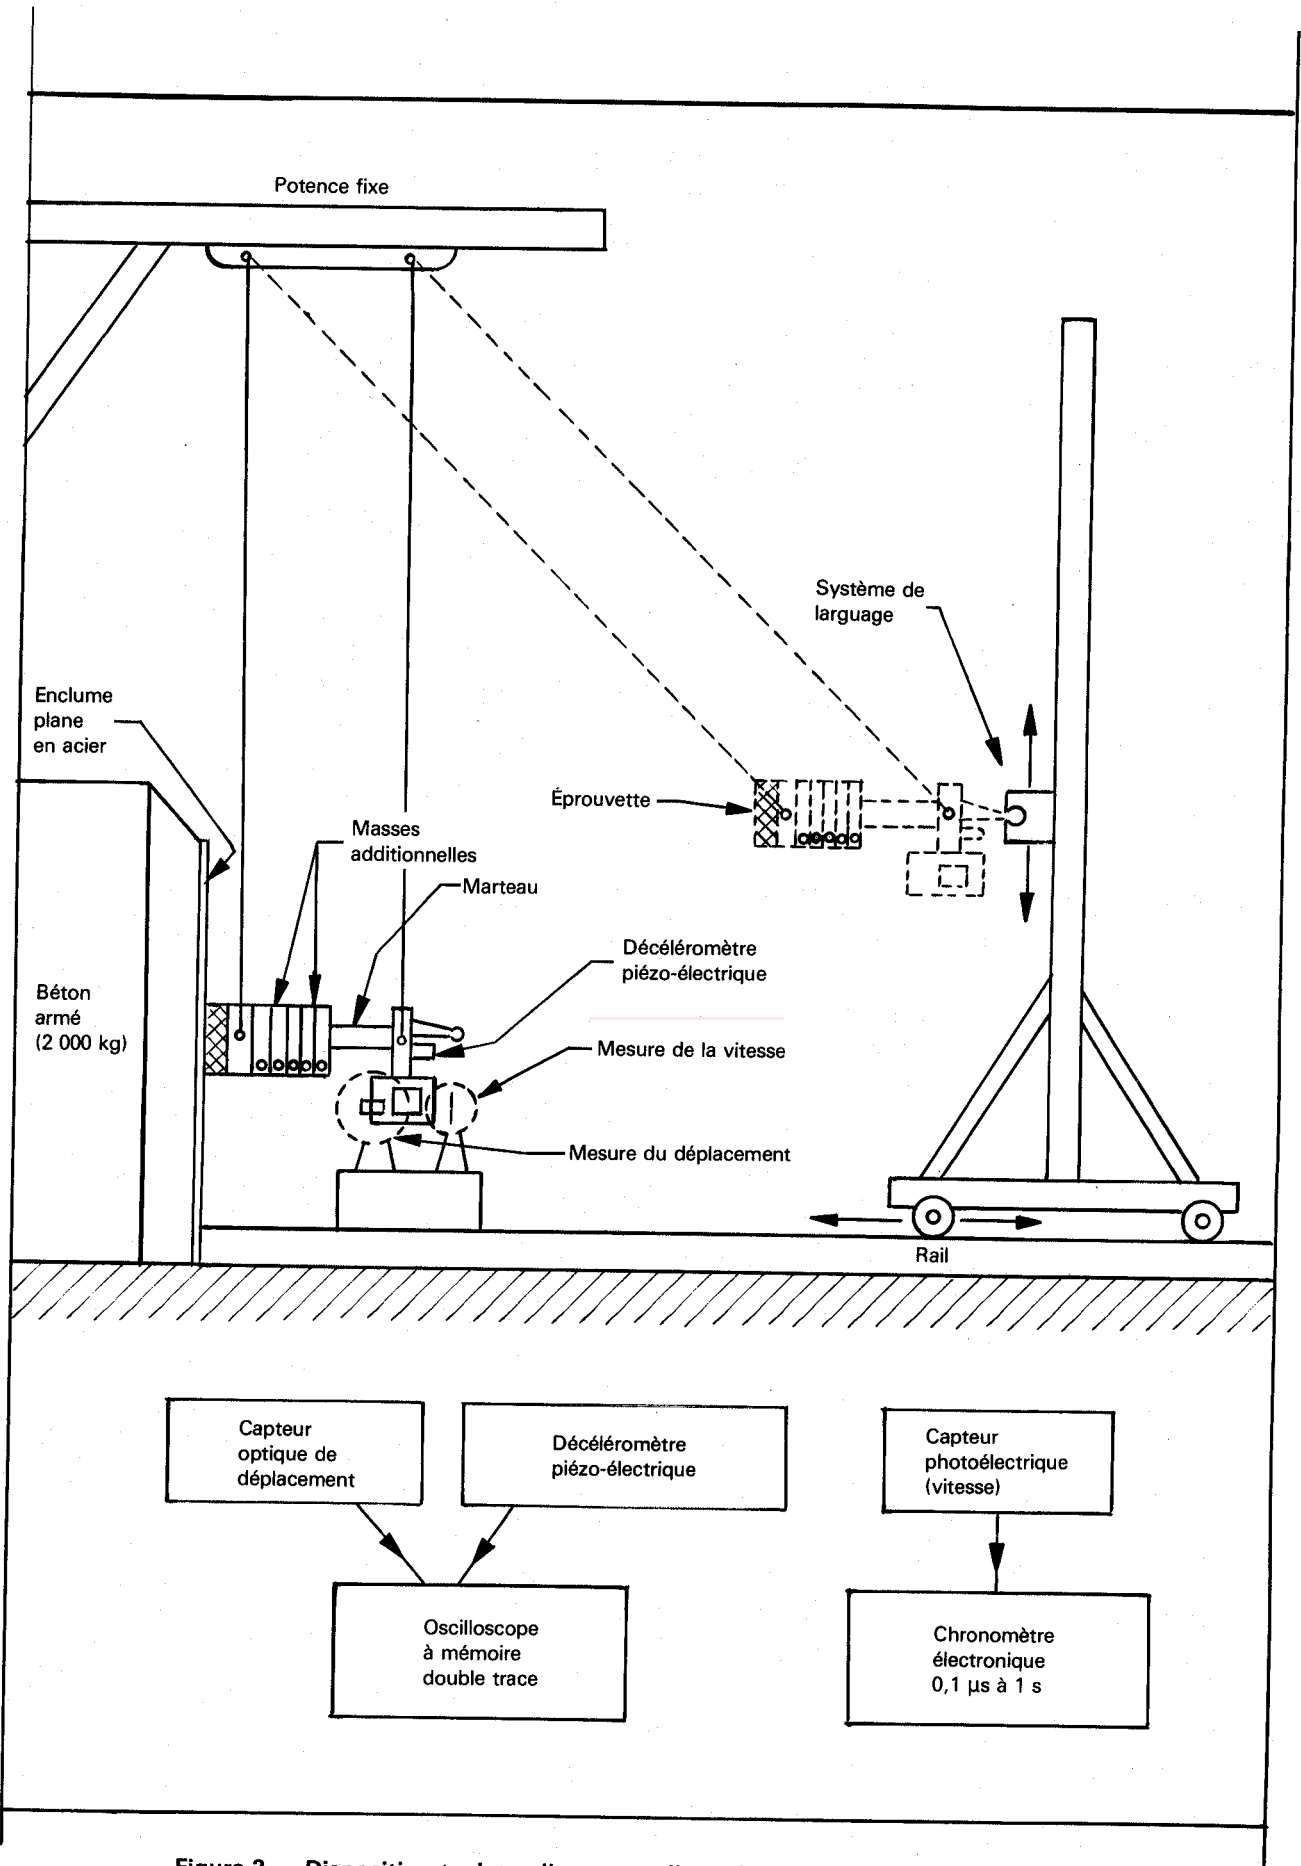 Potence fixe
Système de
larguage
Enclume
plane
en acier
Éprouvette
Masses
additionnelles
Marteau
Décéléromètre
piézo-électrique
Béton
armé
(2 000 kg)
Mesure de la vitesse
Mesure du déplacement
Rail
Capteur
optique de
déplacement
Décéléromètre
piézo-électrique
Capteur
photoélectrique
(vitesse)
Oscilloscope
à mémoire
double trace
Chronomètre
électronique
0,1 µs à 1 s